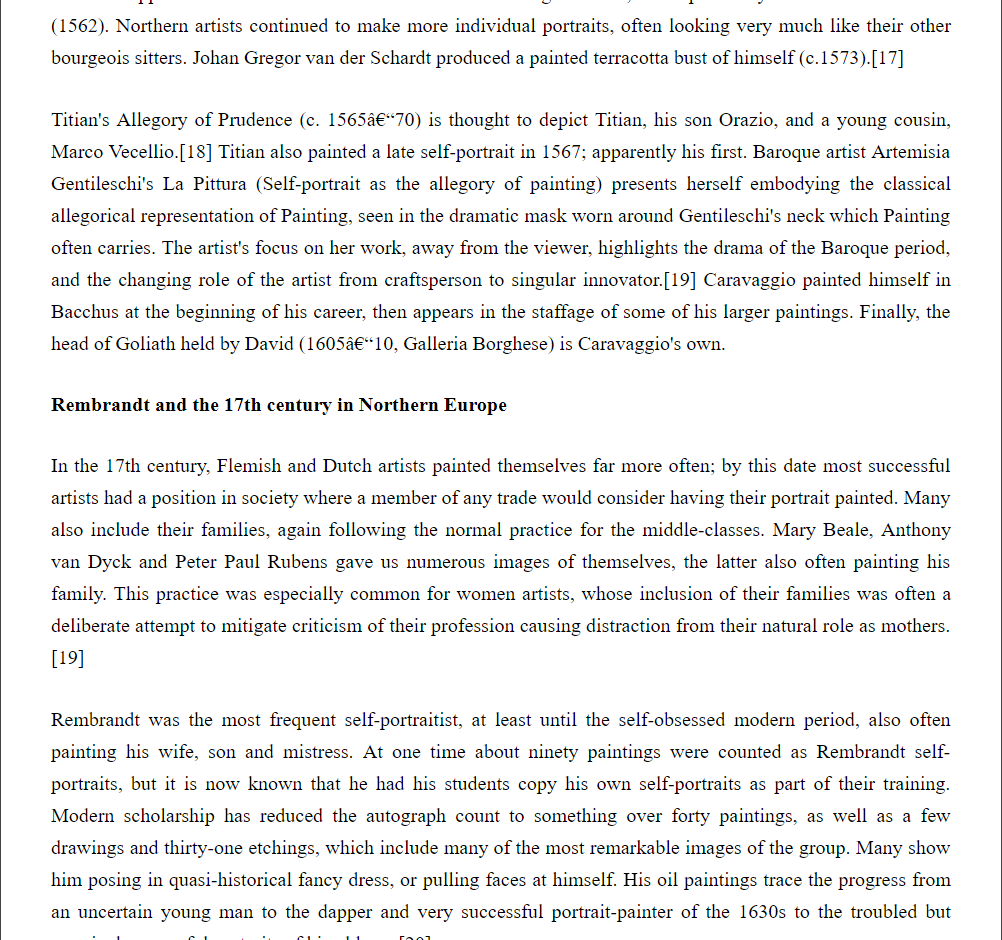 (1562). Northern artists continued to make more individual portraits, often looking very much like their other
bourgeois sitters. Johan Gregor van der Schardt produced a painted terracotta bust of himself (c.1573).[17]
Titian's Allegory of Prudence (c. 1565â€“70) is thought to depict Titian, his son Orazio, and a young cousin,
Marco Vecellio.[18] Titian also painted a late self-portrait in 1567; apparently his first. Baroque artist Artemisia
Gentileschi's La Pittura (Self-portrait as the allegory of painting) presents herself embodying the classical
allegorical representation of Painting, seen in the dramatic mask worn around Gentileschi's neck which Painting
often carries. The artist's focus on her work, away from the viewer, highlights the drama of the Baroque period,
and the changing role of the artist from craftsperson to singular innovator.[19] Caravaggio painted himself in
Bacchus at the beginning of his career, then appears in the staffage of some of his larger paintings. Finally, the
head of Goliath held by David (1605â€“10, Galleria Borghese) is Caravaggio's own.
Rembrandt and the 17th century in Northern Europe
In the 17th century, Flemish and Dutch artists painted themselves far more often; by this date most successful
artists had a position in society where a member of any trade would consider having their portrait painted. Many
also include their families, again following the normal practice for the middle-classes. Mary Beale, Anthony
van Dyck and Peter Paul Rubens gave us numerous images of themselves, the latter also often painting his
family. This practice was especially common for women artists, whose inclusion of their families was often a
deliberate attempt to mitigate criticism of their profession causing distraction from their natural role as mothers.
[19]
Rembrandt was the most frequent self-portraitist, at least until the self-obsessed modern period, also often
painting his wife, son and mistress. At one time about ninety paintings were counted as Rembrandt self-
portraits, but it is now known that he had his students copy his own self-portraits as part of their training.
Modern scholarship has reduced the autograph count to something over forty paintings, as well as a few
drawings and thirty-one etchings, which include many of the most remarkable images of the group. Many show
him posing in quasi-historical fancy dress, or pulling faces at himself. His oil paintings trace the progress from
an uncertain young man to the dapper and very successful portrait-painter of the 1630s to the troubled but